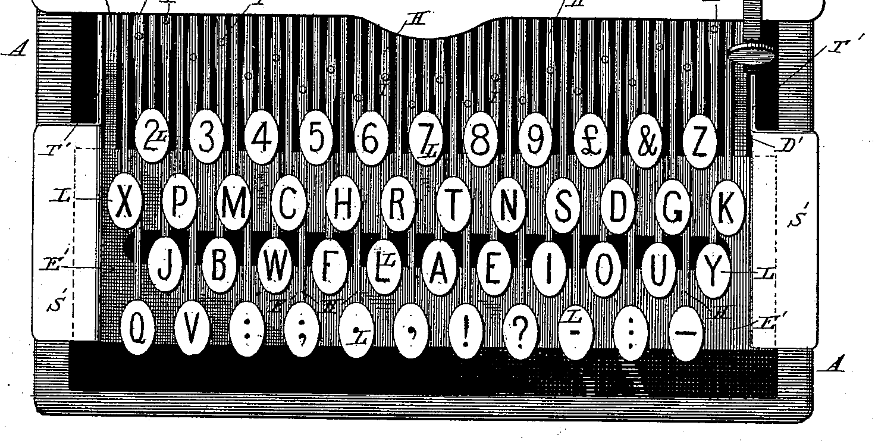 H H
A I'
2 3 4 5 6 7 8 9 £ & Z
I' L L D'
X P M C H R T N S D G K
L S'
J B W F L A E I O U Y
E' L L
S' E' H H
Q V : ; . , ! ? - ⋮ —
L L E'
A